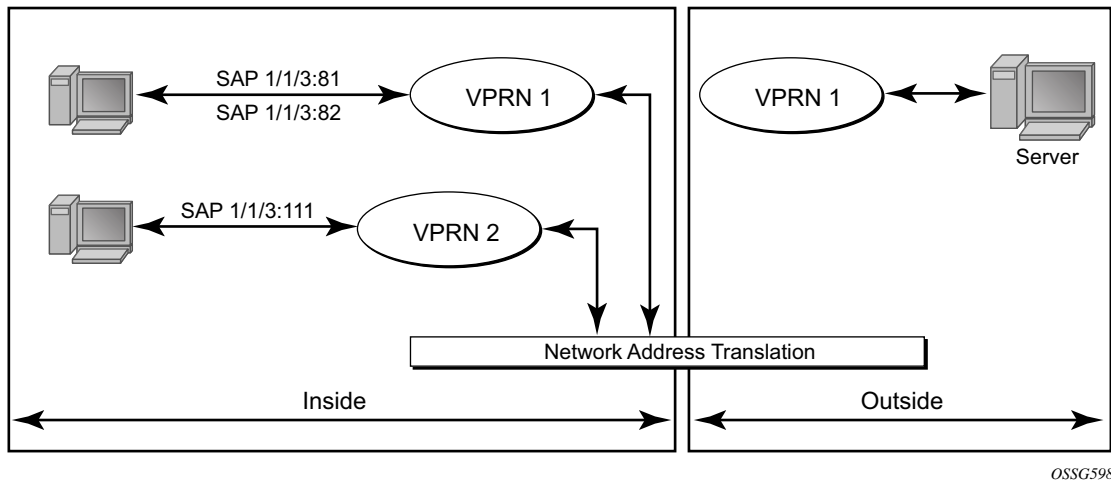 SAP 1/1/3:81
SAP 1/1/3:82
VPRN 1
VPRN 1
Server
SAP 1/1/3:111
VPRN 2
Network Address Translation
Inside
Outside
OSSG598